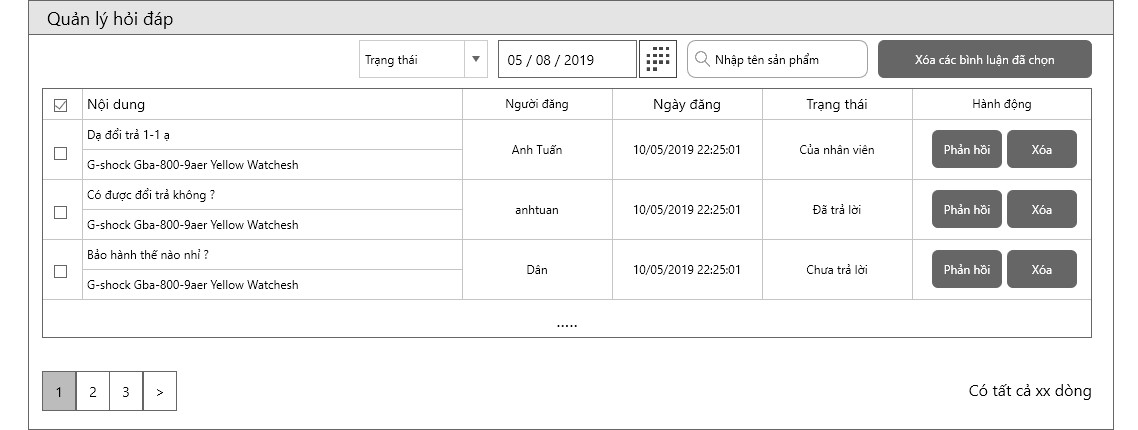 Quản lý hỏi đáp
Trạng thái 05 / 08 / 2019 Nhập tên sản phẩm Xóa các bình luận đã chọn
Nội dung Người đăng Ngày đăng Trạng thái Hành động
Dạ đổi trả 1-1 ạ
G-shock Gba-800-9aer Yellow Watchesh
Anh Tuấn 10/05/2019 22:25:01 Của nhân viên Phản hồi Xóa
Có được đổi trả không ?
G-shock Gba-800-9aer Yellow Watchesh
anhtuan 10/05/2019 22:25:01 Đã trả lời Phản hồi Xóa
Bảo hành thế nào nhỉ ?
G-shock Gba-800-9aer Yellow Watchesh
Dân 10/05/2019 22:25:01 Chưa trả lời Phản hồi Xóa
.....
1 2 3 > Có tất cả xx dòng